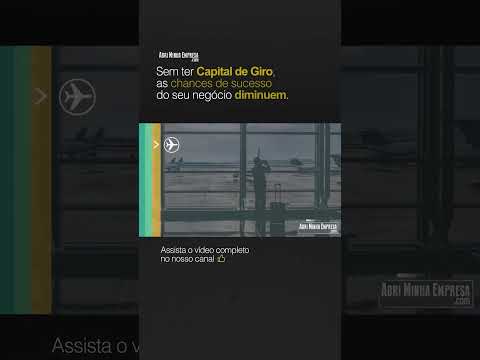 ABRI MINHA EMPRESA
.com
Sem ter Capital de Giro,
as chances de sucesso
do seu negócio diminuem.
ABRI MINHA EMPRESA
.com
Assista o vídeo completo
no nosso canal
ABRI MINHA EMPRESA
.com
Assista o v